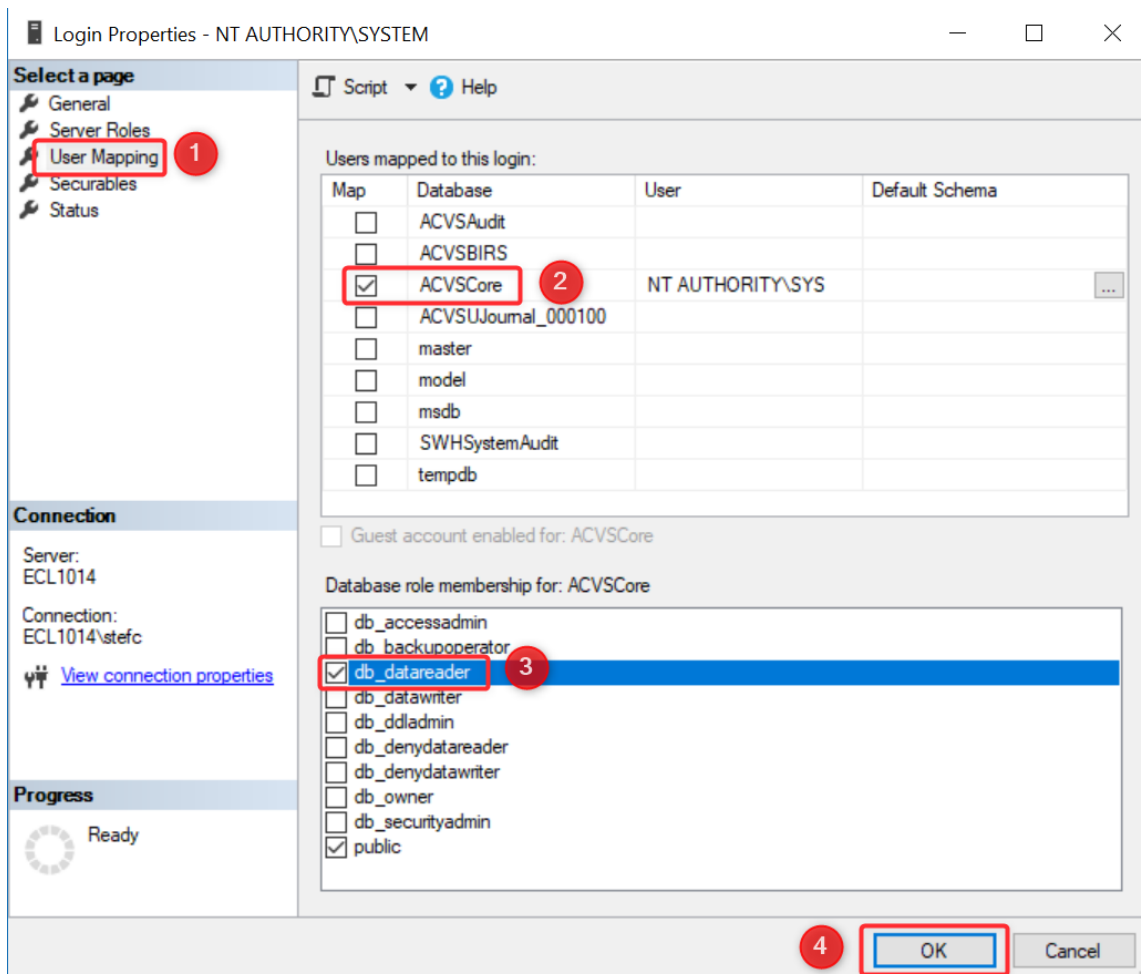 Login Properties - NT AUTHORITY\SYSTEM
Select a page
General
Server Roles
User Mapping
1
Securables
Status
Script
Help
Users mapped to this login:
Map Database User Default Schema
ACVSAudit
ACVSBIRS
ACVSCore 2 NT AUTHORITY\SYS ...
ACVSUJournal_000100
master
model
msdb
SWHSystemAudit
tempdb
Guest account enabled for: ACVSCore
Connection
Server:
ECL1014
Connection:
ECL1014\stefc
View connection properties
Database role membership for: ACVSCore
db_accessadmin
db_backupoperator
db_datareader 3
db_datawriter
db_ddladmin
db_denydatareader
db_denydatawriter
db_owner
db_securityadmin
public
Progress
Ready
4 OK Cancel